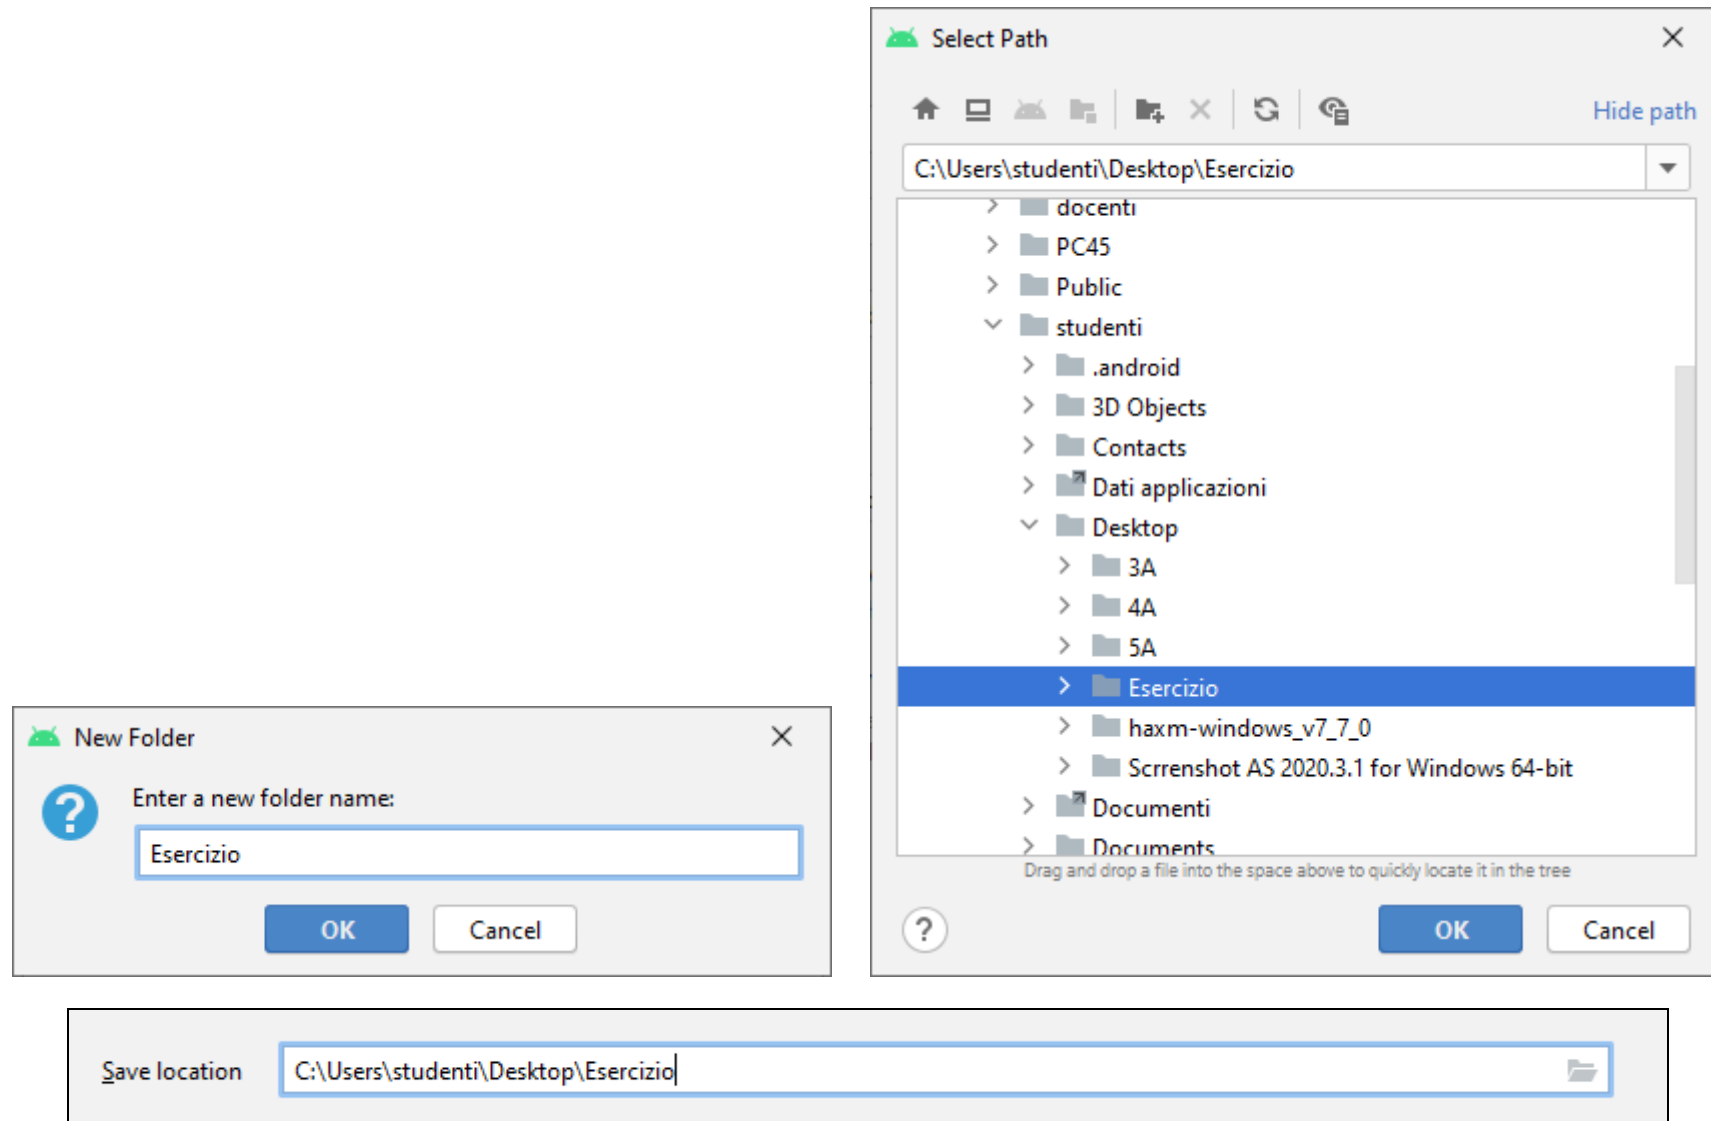 New Folder
Enter a new folder name:
Esercizio
OK
Cancel
Select Path
Hide path
C:\Users\studenti\Desktop\Esercizio
docenti
PC45
Public
studenti
.android
3D Objects
Contacts
Dati applicazioni
Desktop
3A
4A
5A
Esercizio
haxm-windows_v7_7_0
Scrrenshot AS 2020.3.1 for Windows 64-bit
Documenti
Documents
Drag and drop a file into the space above to quickly locate it in the tree
?
OK
Cancel
Save location
C:\Users\studenti\Desktop\Esercizio